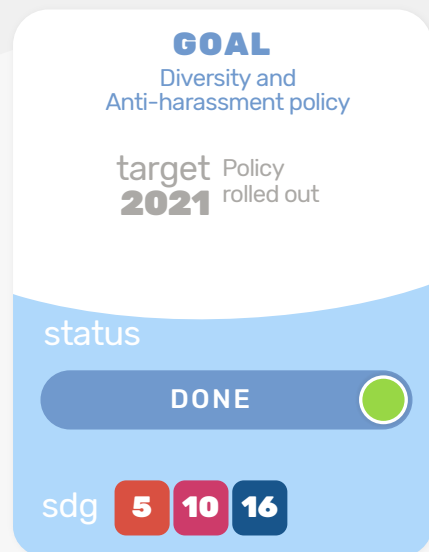 GOAL
Diversity and
Anti-harassment policy
target Policy
2021 rolled out
status
DONE
sdg 5 10 16